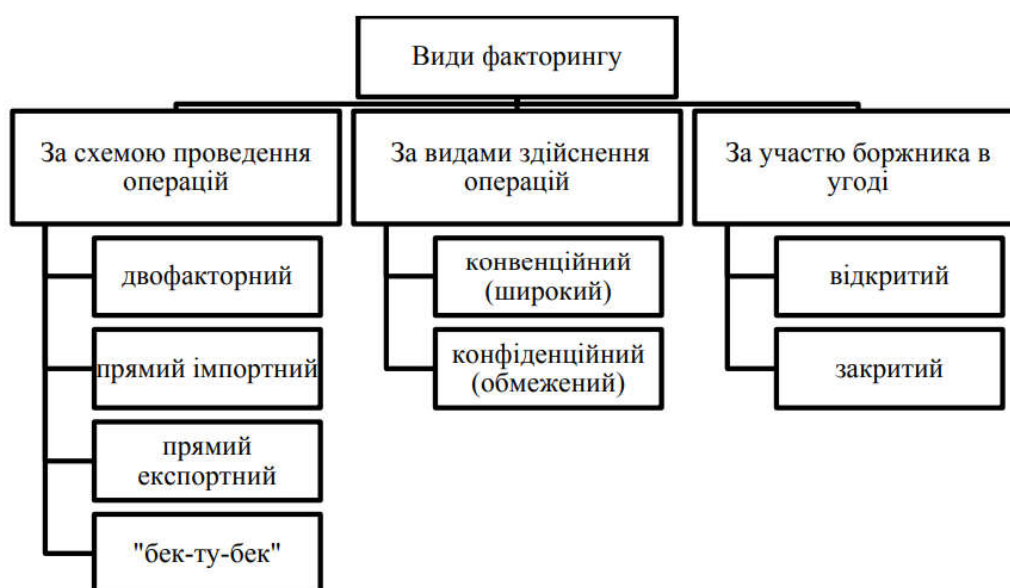 Види факторингу
За схемою проведення
операцій
двофакторний
прямий імпортний
прямий
експортний
"бек-ту-бек"
За видами здійснення
операцій
конвенційний
(широкий)
конфіденційний
(обмежений)
За участю боржника в
угоді
відкритий
закритий